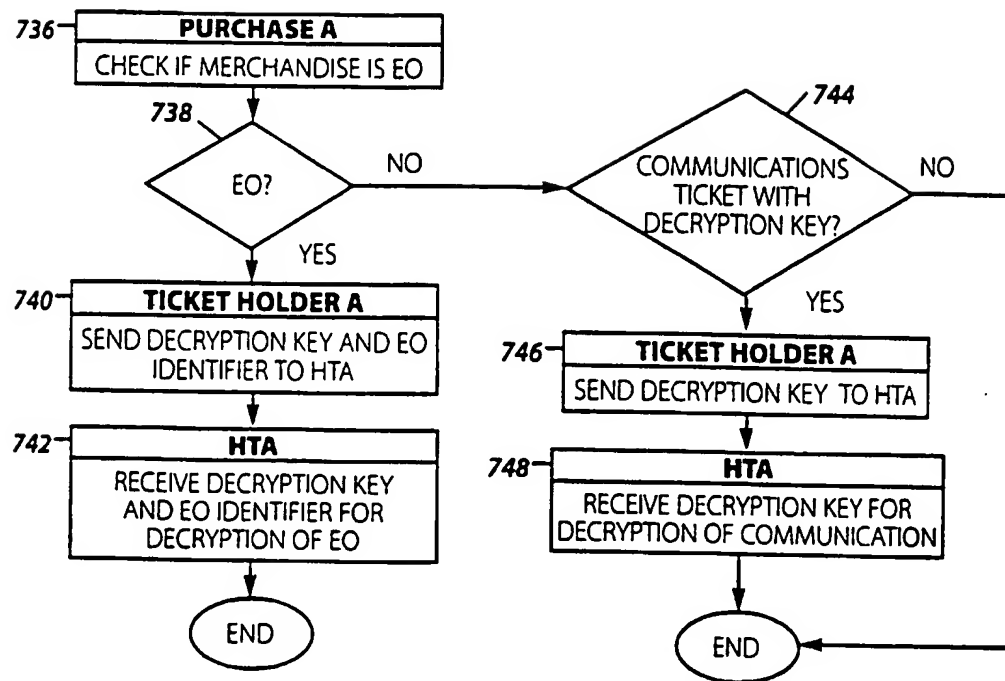 736
PURCHASE A
CHECK IF MERCHANDISE IS EO
738
EO?
NO
YES
740
TICKET HOLDER A
SEND DECRYPTION KEY AND EO
IDENTIFIER TO HTA
742
HTA
RECEIVE DECRYPTION KEY
AND EO IDENTIFIER FOR
DECRYPTION OF EO
END
744
COMMUNICATIONS
TICKET WITH
DECRYPTION KEY?
NO
YES
746
TICKET HOLDER A
SEND DECRYPTION KEY TO HTA
748
HTA
RECEIVE DECRYPTION KEY FOR
DECRYPTION OF COMMUNICATION
END